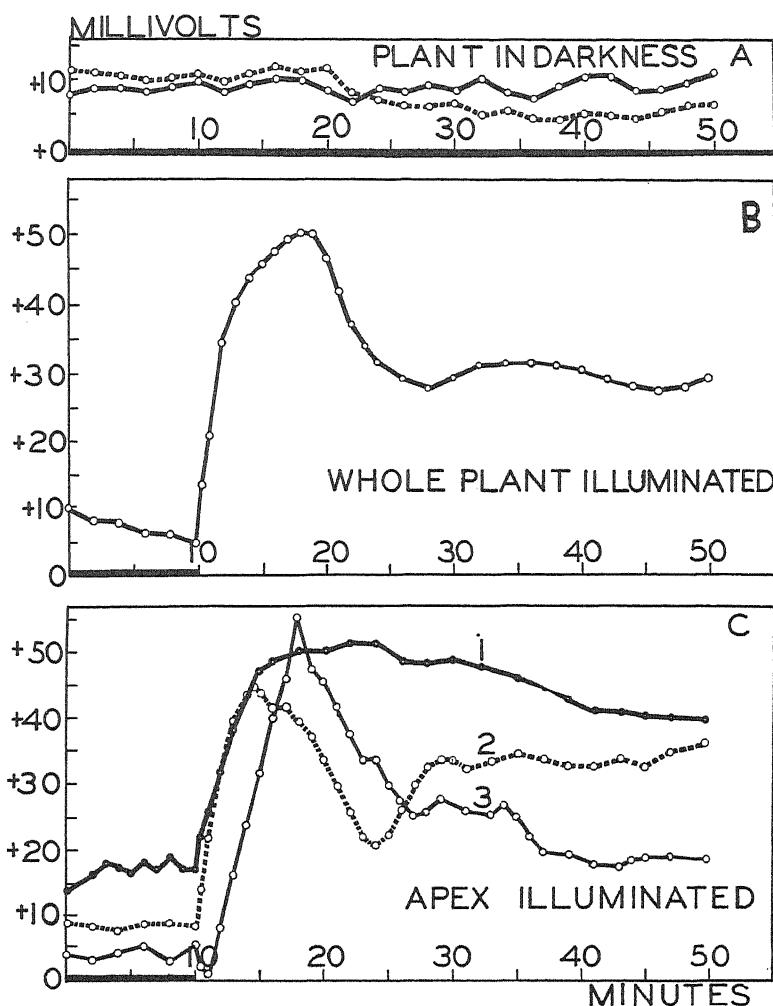 MILLIVOLTS
PLANT IN DARKNESS A
+10
+0
10 20 30 40 50
B
+50
+40
+30
+20
+10
0
WHOLE PLANT ILLUMINATED
10 20 30 40 50
C
+50
+40
+30
+20
+10
0
1
2
3
APEX ILLUMINATED
10 20 30 40 50
MINUTES